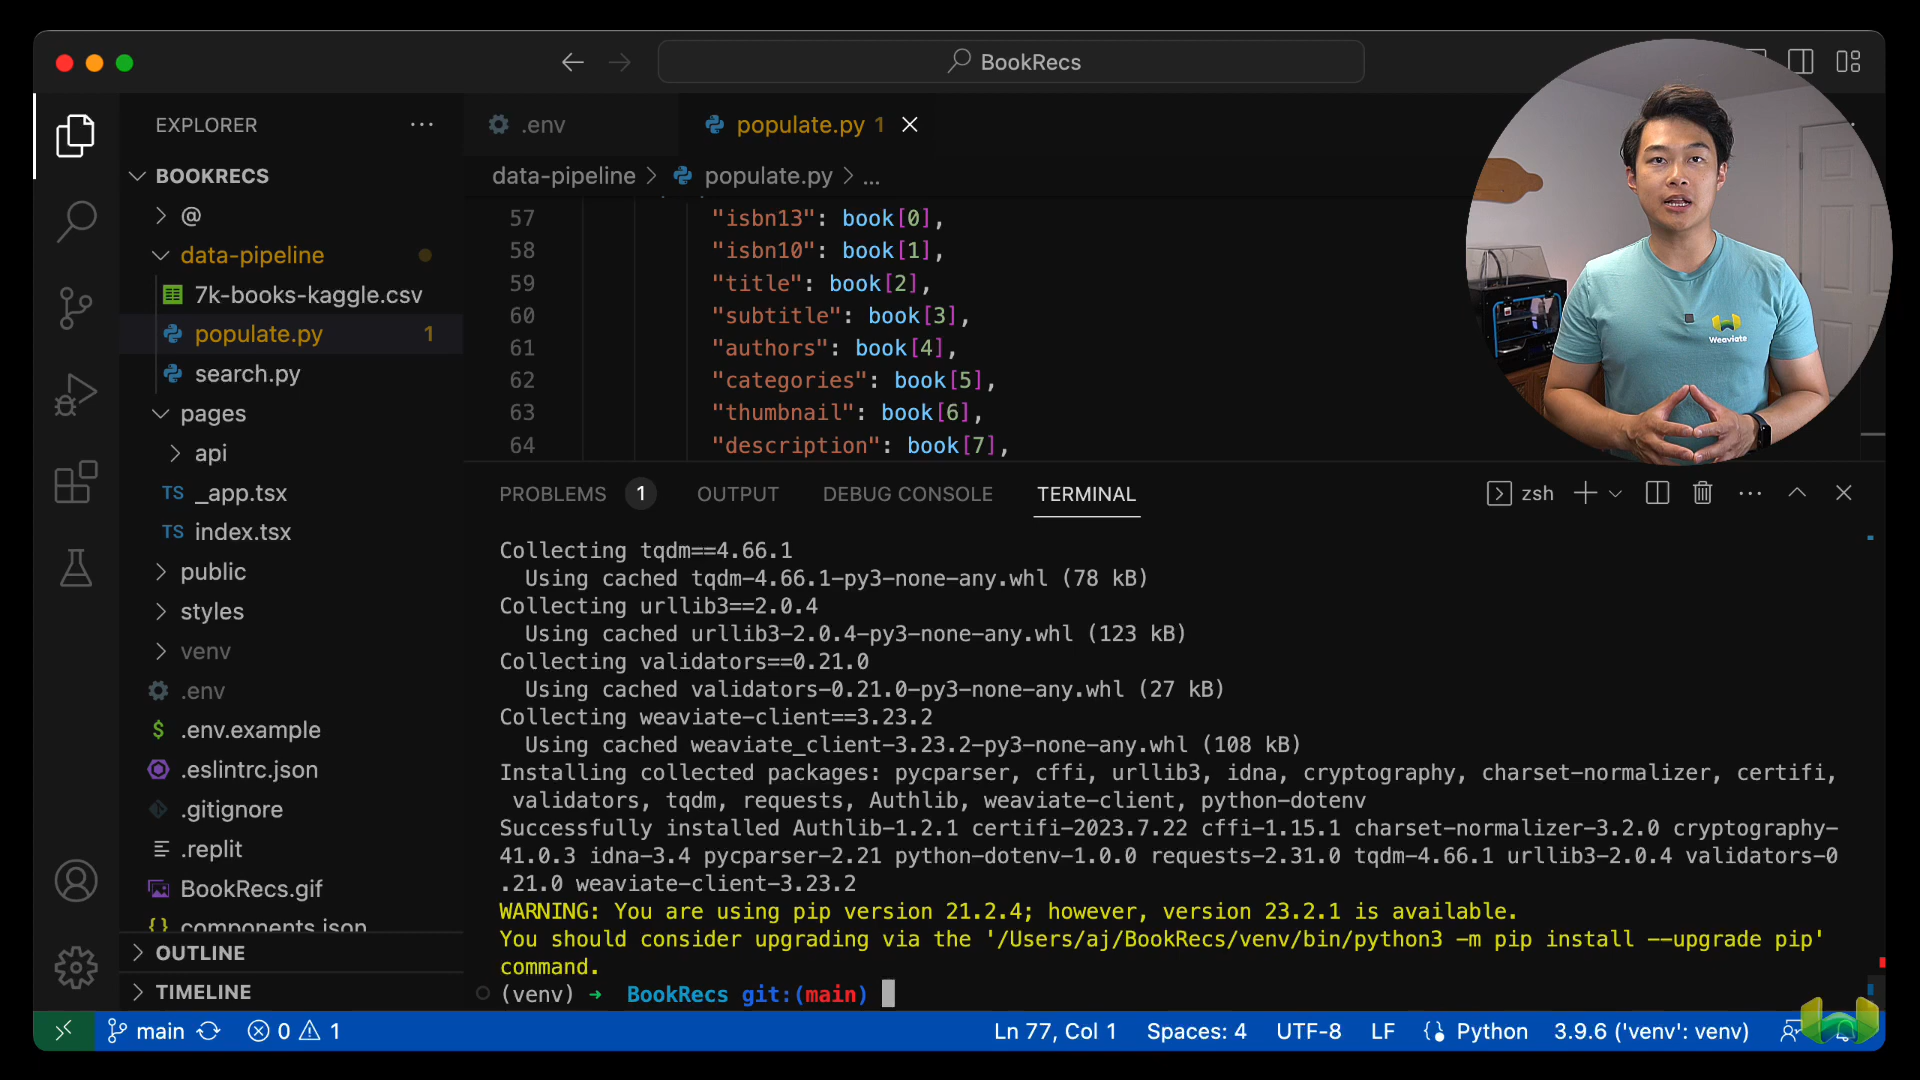 BookRecs
EXPLORER
BOOKRECS
@
data-pipeline
7k-books-kaggle.csv
populate.py 1
search.py
pages
api
TS _app.tsx
TS index.tsx
public
styles
venv
.env
$ .env.example
.eslintrc.json
.gitignore
.replit
BookRecs.gif
{} components.json
OUTLINE
TIMELINE
.env
populate.py 1
data-pipeline > populate.py > ...
57 "isbn13": book[0],
58 "isbn10": book[1],
59 "title": book[2],
60 "subtitle": book[3],
61 "authors": book[4],
62 "categories": book[5],
63 "thumbnail": book[6],
64 "description": book[7],
Weaviate
PROBLEMS 1 OUTPUT DEBUG CONSOLE TERMINAL zsh
Collecting tqdm==4.66.1
Using cached tqdm-4.66.1-py3-none-any.whl (78 kB)
Collecting urllib3==2.0.4
Using cached urllib3-2.0.4-py3-none-any.whl (123 kB)
Collecting validators==0.21.0
Using cached validators-0.21.0-py3-none-any.whl (27 kB)
Collecting weaviate-client==3.23.2
Using cached weaviate_client-3.23.2-py3-none-any.whl (108 kB)
Installing collected packages: pycparser, cffi, urllib3, idna, cryptography, charset-normalizer, certifi,
validators, tqdm, requests, Authlib, weaviate-client, python-dotenv
Successfully installed Authlib-1.2.1 certifi-2023.7.22 cffi-1.15.1 charset-normalizer-3.2.0 cryptography-
41.0.3 idna-3.4 pycparser-2.21 python-dotenv-1.0.0 requests-2.31.0 tqdm-4.66.1 urllib3-2.0.4 validators-0
.21.0 weaviate-client-3.23.2
WARNING: You are using pip version 21.2.4; however, version 23.2.1 is available.
You should consider upgrading via the '/Users/aj/BookRecs/venv/bin/python3 -m pip install --upgrade pip'
command.
(venv) → BookRecs git:(main)
main 0 1 Ln 77, Col 1 Spaces: 4 UTF-8 LF Python 3.9.6 ('venv': venv)